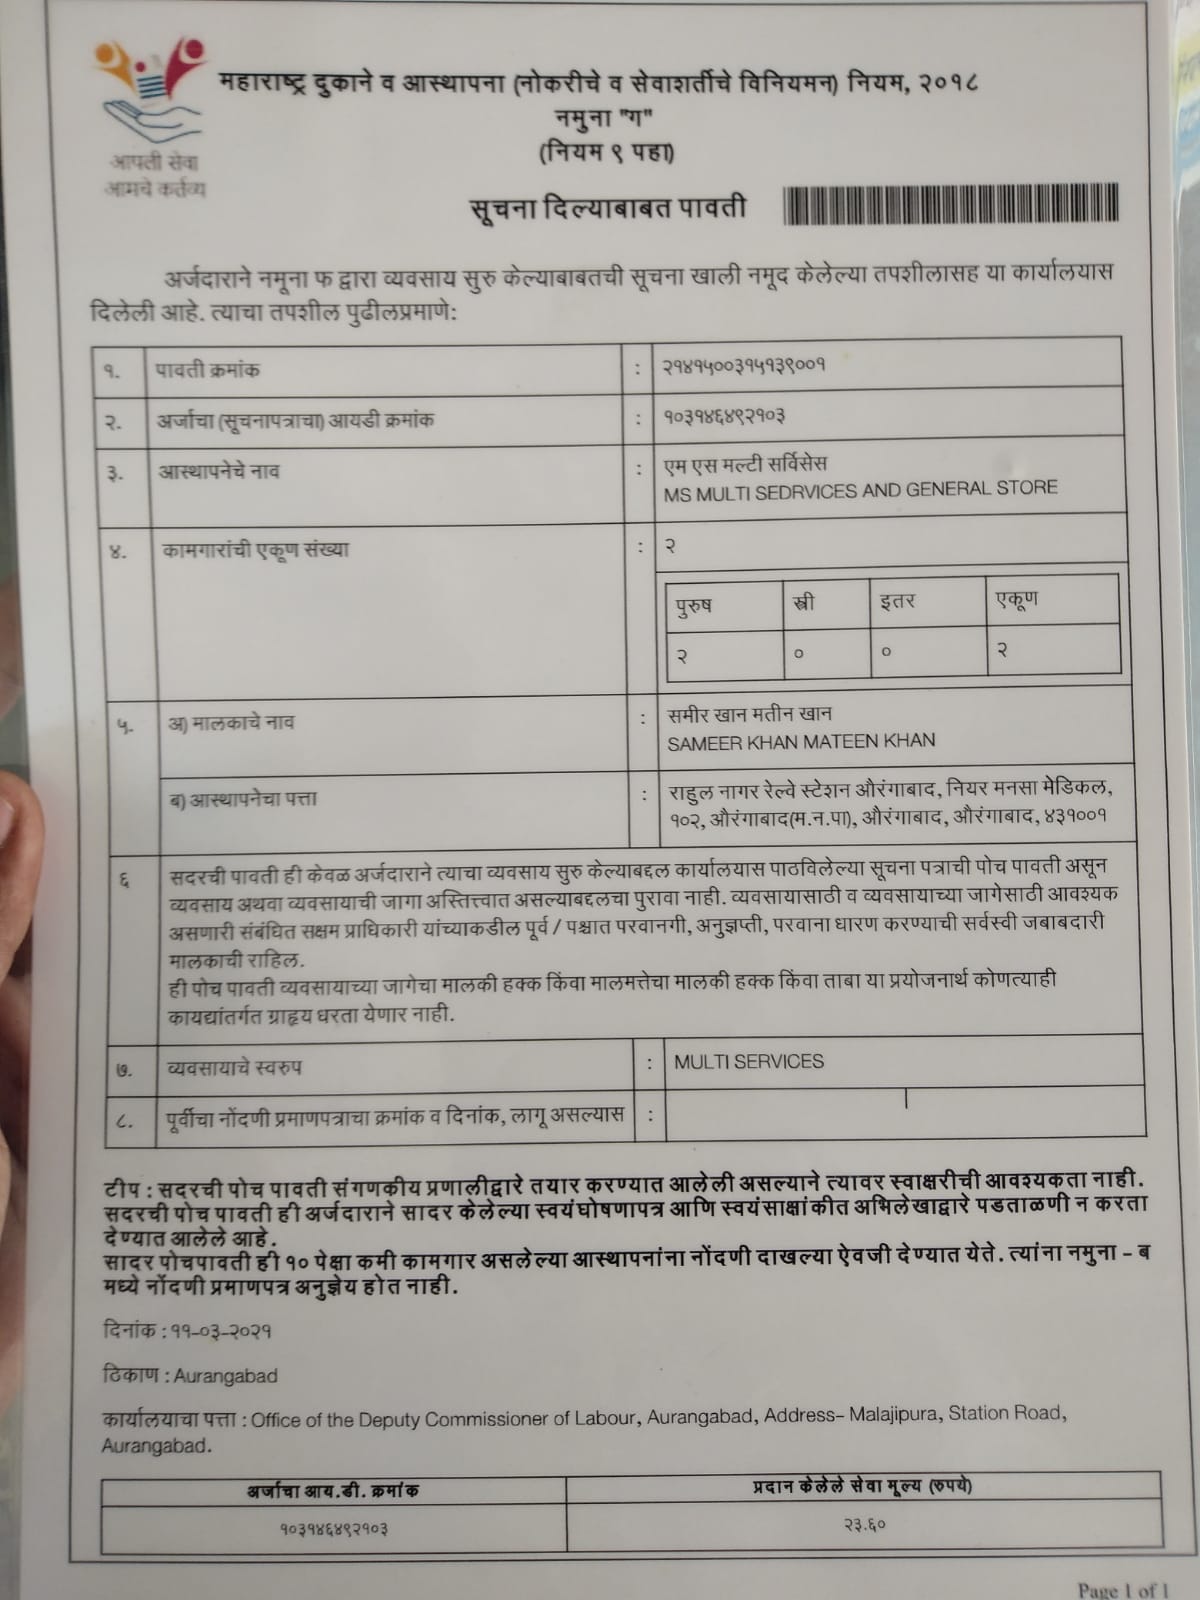 आपली सेवा
आमचे कर्तव्य
महाराष्ट्र दुकाने व आस्थापना (नोकरीचे व सेवाशर्तीचे विनियमन) नियम, २०१८
नमुना "ग"
(नियम ९ पहा)
सूचना दिल्याबाबत पावती
अर्जदाराने नमूना फ द्वारा व्यवसाय सुरु केल्याबाबतची सूचना खाली नमूद केलेल्या तपशीलासह या कार्यालयास
दिलेली आहे. त्याचा तपशील पुढीलप्रमाणे:
१. पावती क्रमांक : २१४१५००३१५१३९००१
२. अर्जाचा (सूचनापत्राचा) आयडी क्रमांक : १०३१४६४९२१०३
३. आस्थापनेचे नाव : एम एस मल्टी सर्विसेस
MS MULTI SEDRVICES AND GENERAL STORE
४. कामगारांची एकूण संख्या : २
पुरुष स्त्री इतर एकूण
२ ० ० २
५. अ) मालकाचे नाव : समीर खान मतीन खान
SAMEER KHAN MATEEN KHAN
ब) आस्थापनेचा पत्ता : राहुल नगर रेल्वे स्टेशन औरंगाबाद, नियर मनसा मेडिकल,
१०२, औरंगाबाद(म.न.पा), औरंगाबाद, औरंगाबाद, ४३१००१
६ सदरची पावती ही केवळ अर्जदाराने त्याचा व्यवसाय सुरु केल्याबद्दल कार्यालयास पाठविलेल्या सूचना पत्राची पोच पावती असून
व्यवसाय अथवा व्यवसायाची जागा अस्तित्त्वात असल्याबद्दलचा पुरावा नाही. व्यवसायासाठी व व्यवसायाच्या जागेसाठी आवश्यक
असणारी संबंधित सक्षम प्राधिकारी यांच्याकडील पूर्व / पश्चात परवानगी, अनुज्ञप्ती, परवाना धारण करण्याची सर्वस्वी जबाबदारी
मालकाची राहिल.
ही पोच पावती व्यवसायाच्या जागेचा मालकी हक्क किंवा मालमत्तेचा मालकी हक्क किंवा ताबा या प्रयोजनार्थ कोणत्याही
कायद्यांतर्गत ग्राह्य धरता येणार नाही.
७. व्यवसायाचे स्वरुप : MULTI SERVICES
८. पूर्वीचा नोंदणी प्रमाणपत्राचा क्रमांक व दिनांक, लागू असल्यास :
टीप : सदरची पोच पावती संगणकीय प्रणालीद्वारे तयार करण्यात आलेली असल्याने त्यावर स्वाक्षरीची आवश्यकता नाही.
सदरची पोच पावती ही अर्जदाराने सादर केलेल्या स्वयंघोषणापत्र आणि स्वयंसाक्षांकीत अभिलेखाद्वारे पडताळणी न करता
देण्यात आलेले आहे.
सादर पोचपावती ही १० पेक्षा कमी कामगार असलेल्या आस्थापनांना नोंदणी दाखल्या ऐवजी देण्यात येते. त्यांना नमुना – ब
मध्ये नोंदणी प्रमाणपत्र अनुज्ञेय होत नाही.
दिनांक : ११-०३-२०२१
ठिकाण : Aurangabad
कार्यालयाचा पत्ता : Office of the Deputy Commissioner of Labour, Aurangabad, Address- Malajipura, Station Road,
Aurangabad.
अर्जाचा आय.डी. क्रमांक प्रदान केलेले सेवा मूल्य (रुपये)
१०३१४६४९२१०३ २३.६०
Page 1 of 1